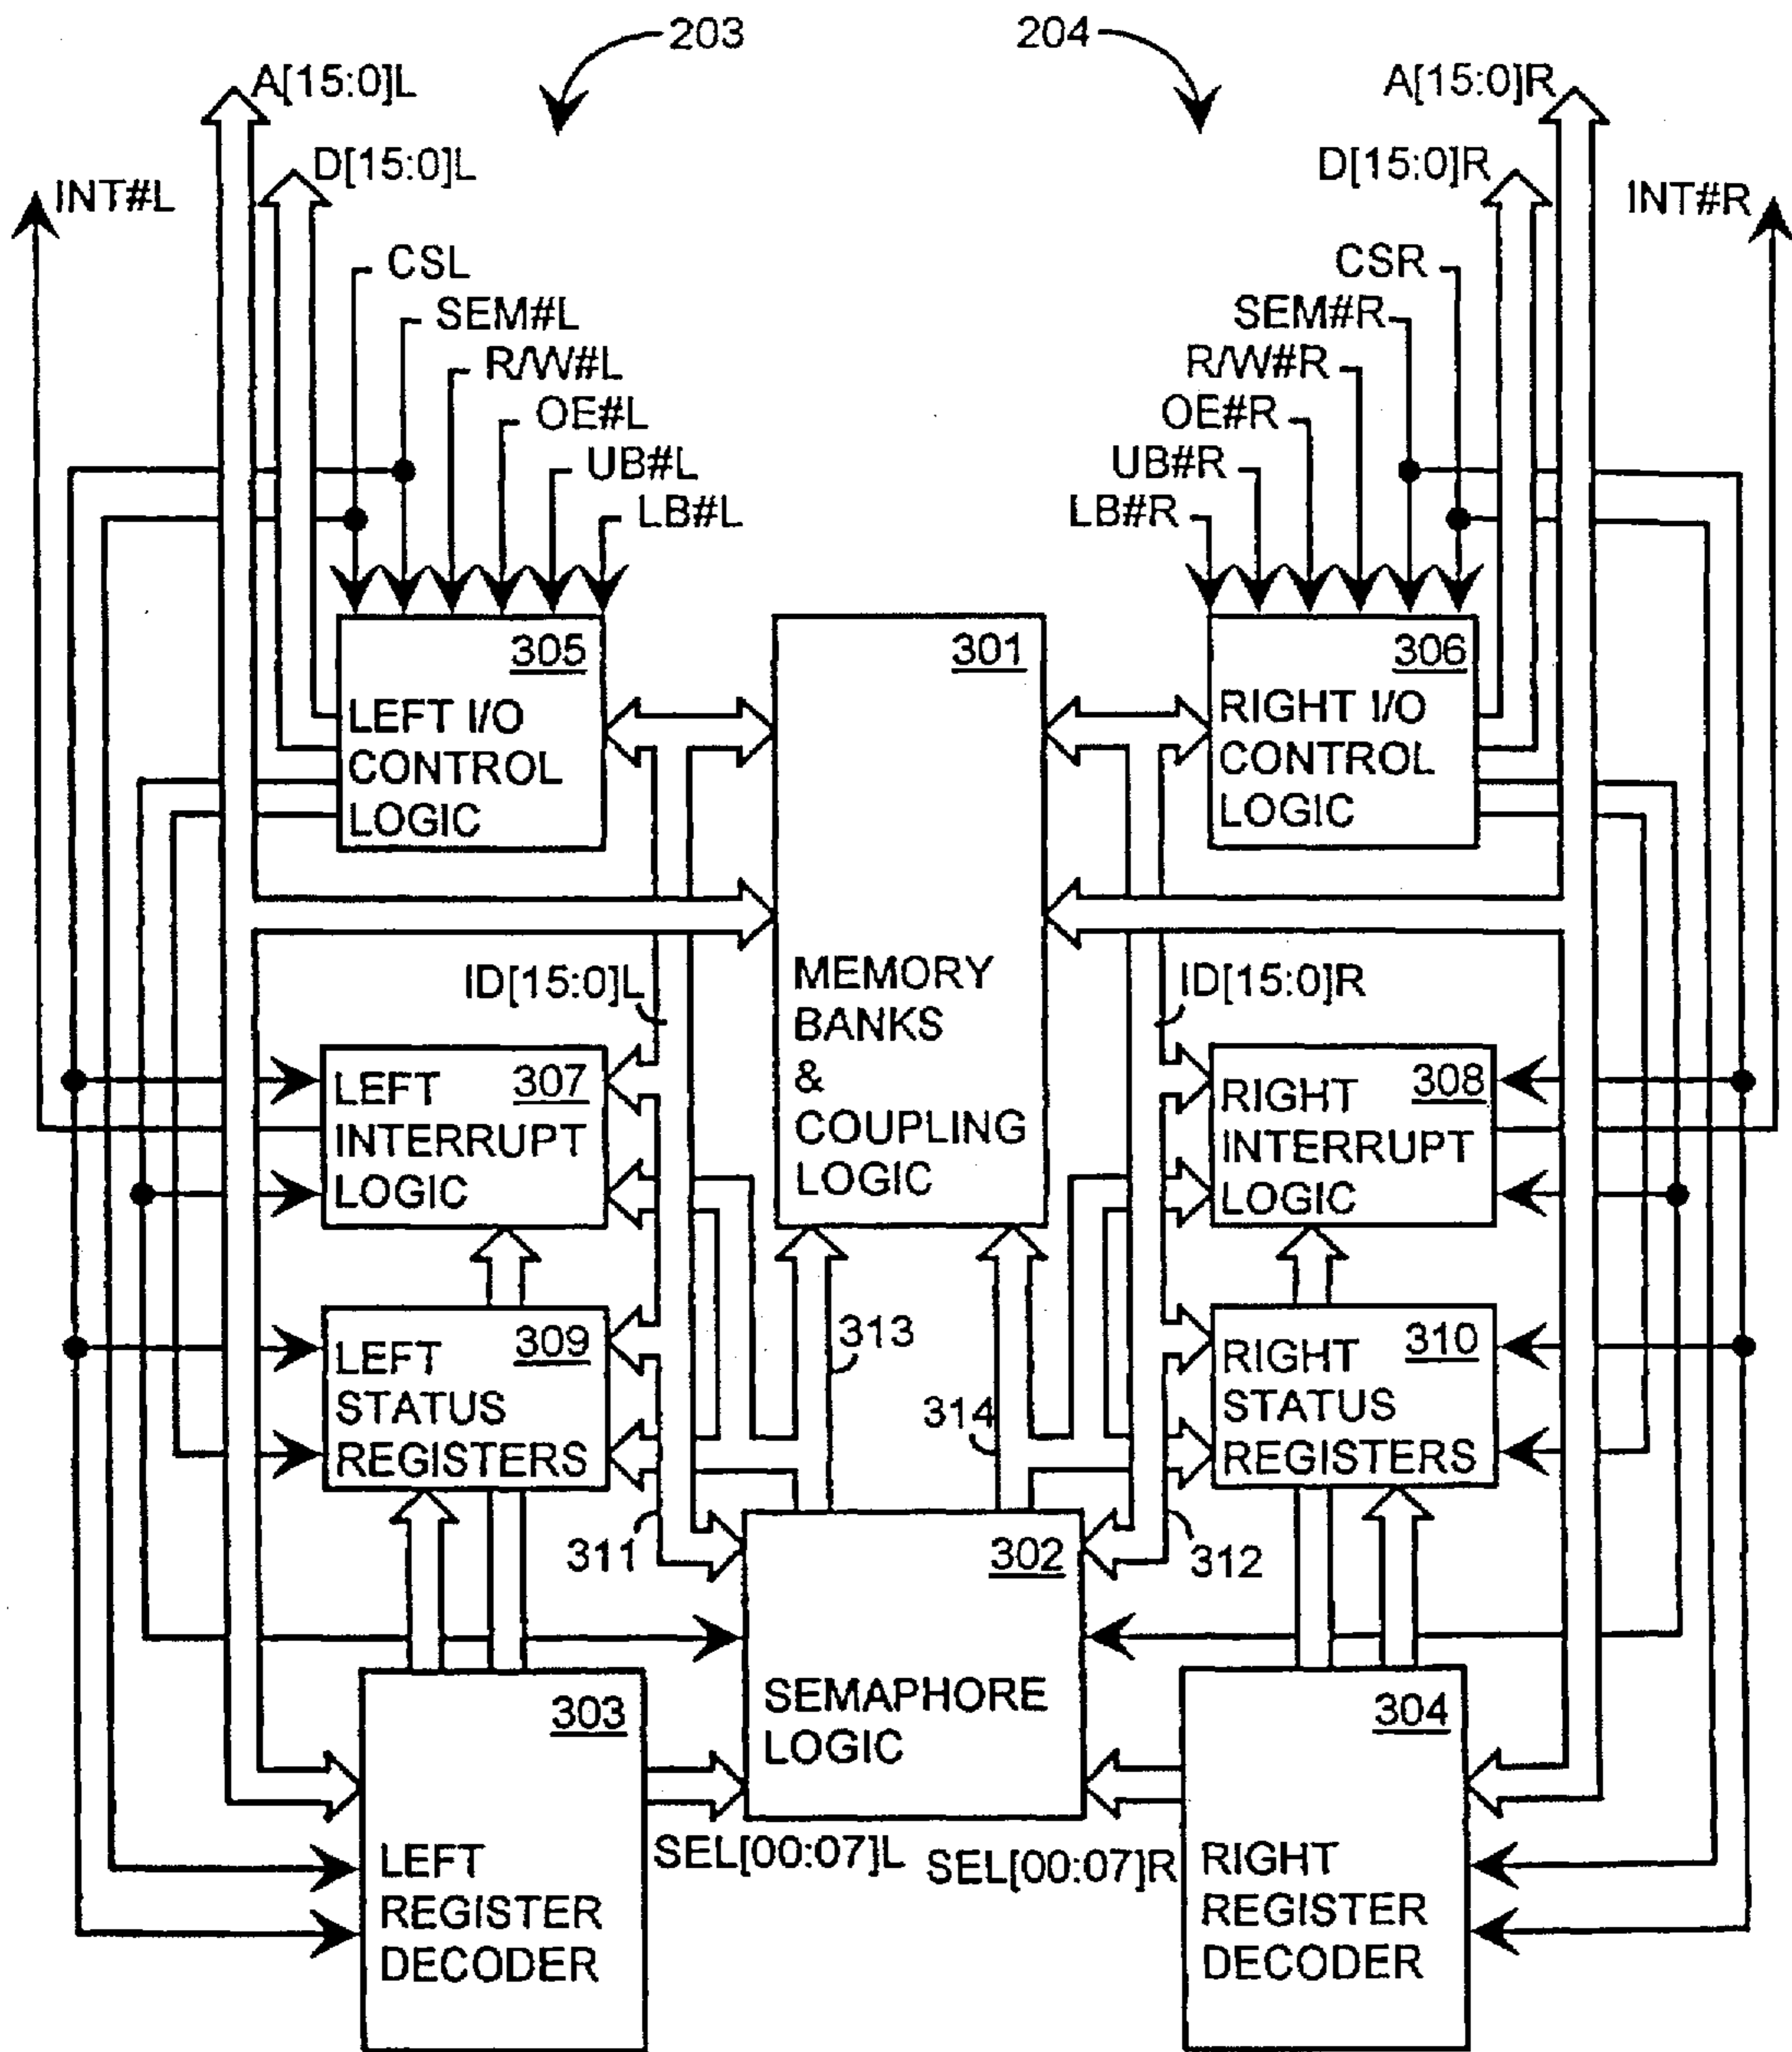 203
204
A[15:0]L
A[15:0]R
D[15:0]L
D[15:0]R
INT#L
INT#R
CSL
CSR
SEM#L
SEM#R
R/W#L
R/W#R
OE#L
OE#R
UB#L
UB#R
LB#L
LB#R
305
LEFT I/O
CONTROL
LOGIC
301
MEMORY
BANKS
&
COUPLING
LOGIC
306
RIGHT I/O
CONTROL
LOGIC
ID[15:0]L
ID[15:0]R
307
LEFT
INTERRUPT
LOGIC
308
RIGHT
INTERRUPT
LOGIC
309
LEFT
STATUS
REGISTERS
313
314
310
RIGHT
STATUS
REGISTERS
311
302
SEMAPHORE
LOGIC
312
303
LEFT
REGISTER
DECODER
SEL[00:07]L
SEL[00:07]R
304
RIGHT
REGISTER
DECODER